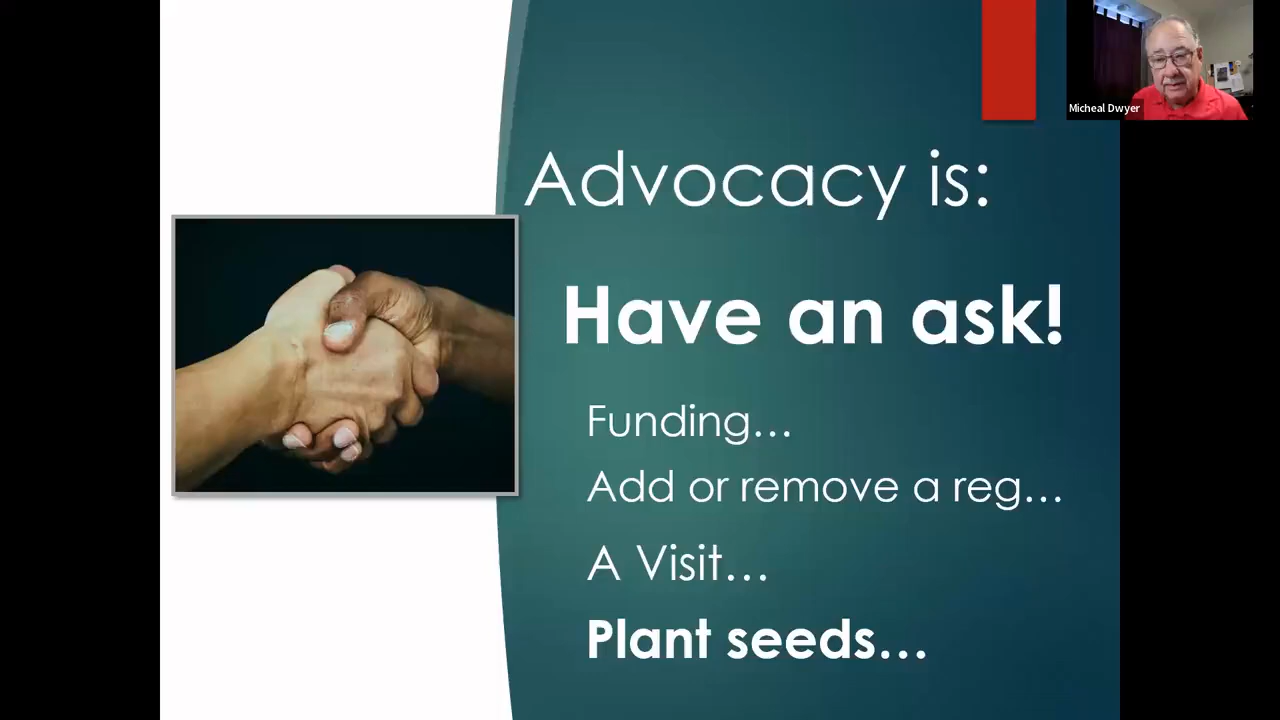 Micheal Dwyer
Advocacy is:
Have an ask!
Funding...
Add or remove a reg...
A Visit...
Plant seeds...